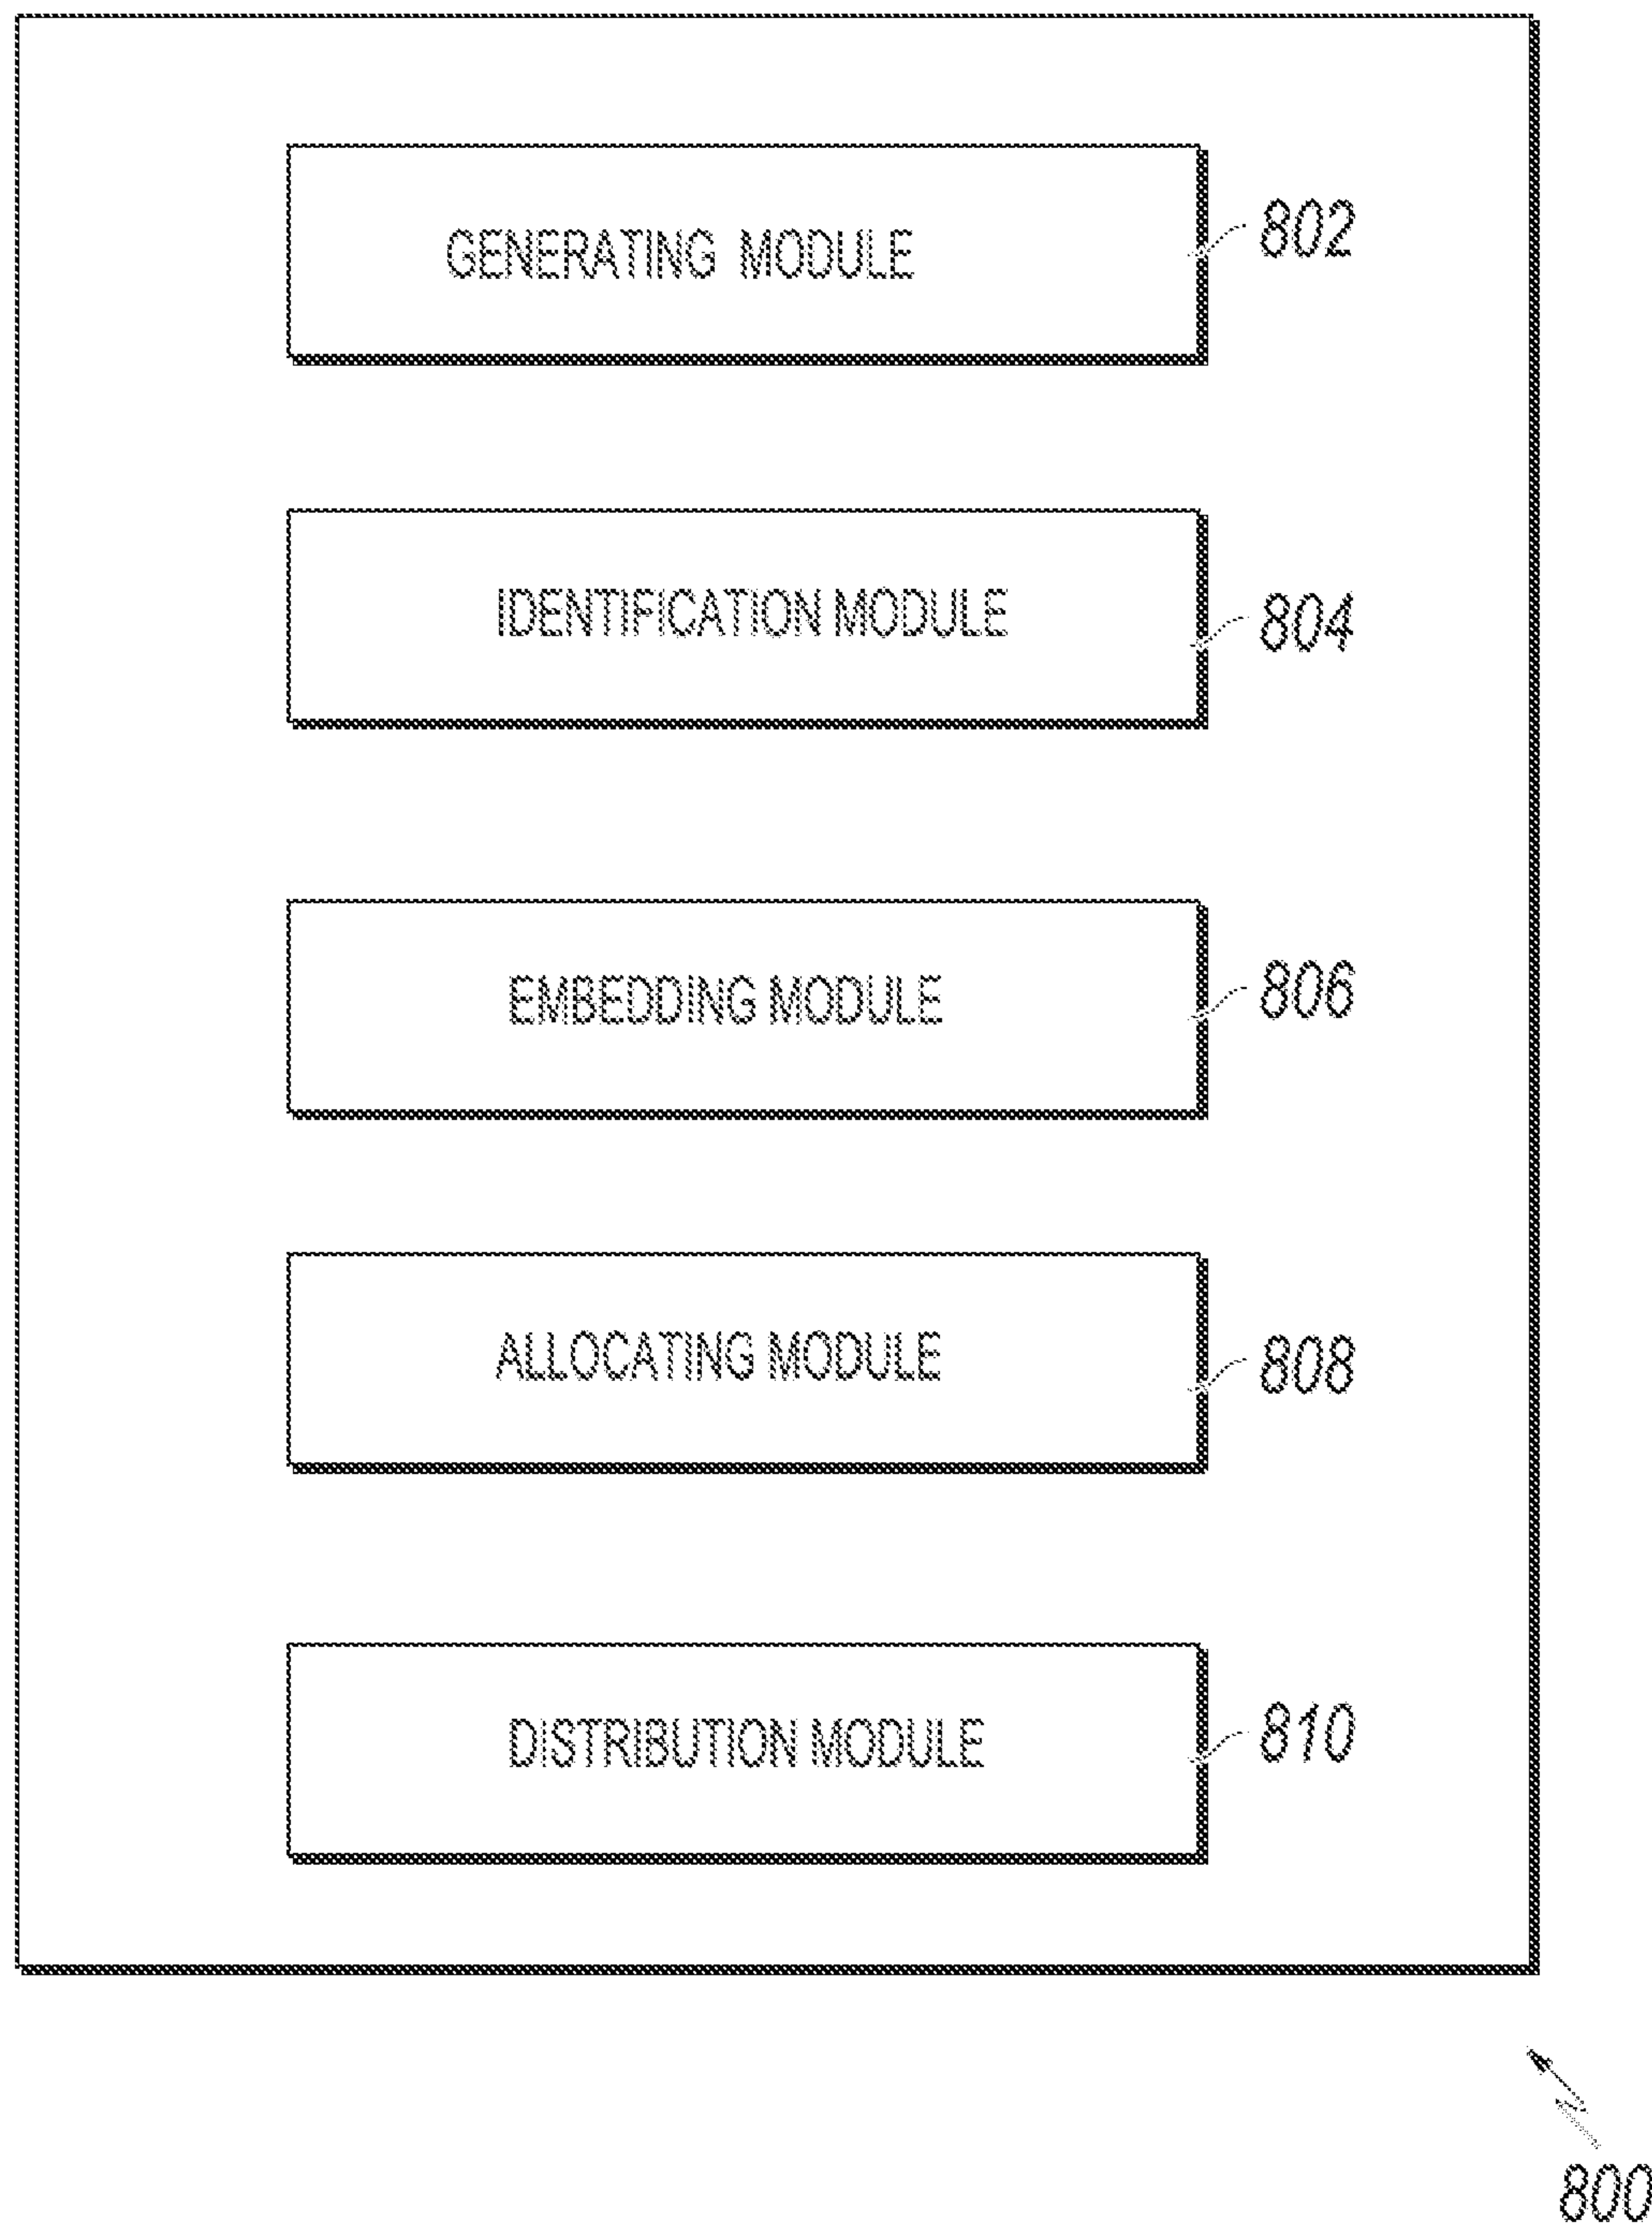 GENERATING MODULE
802
IDENTIFICATION MODULE
804
EMBEDDING MODULE
806
ALLOCATING MODULE
808
DISTRIBUTION MODULE
810
800